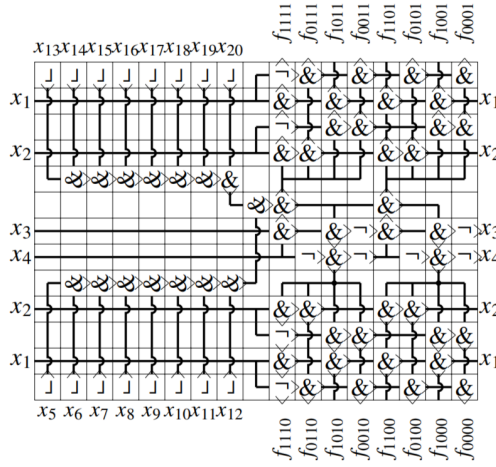 f1111 f0111 f1011 f0011 f1101 f0101 f1001 f0001
x13 x14 x15 x16 x17 x18 x19 x20
¬ ¬ ¬ ¬ ¬ ¬ ¬ ¬ ¬ & & & & & & &
x1 & & & & x1
¬ & & & &
x2 & & & & x2
& & & & & & &
& & &
x3 & & & & ¬ x3
x4 ¬ & ¬ ¬ & ¬ x4
& & & & & & &
x2 & & & & x2
¬ & & & &
x1 & & & & x1
¬ ¬ ¬ ¬ ¬ ¬ ¬ ¬ ¬ & & & & & & &
x5 x6 x7 x8 x9 x10 x11 x12
f1110 f0110 f1010 f0010 f1100 f0100 f1000 f0000